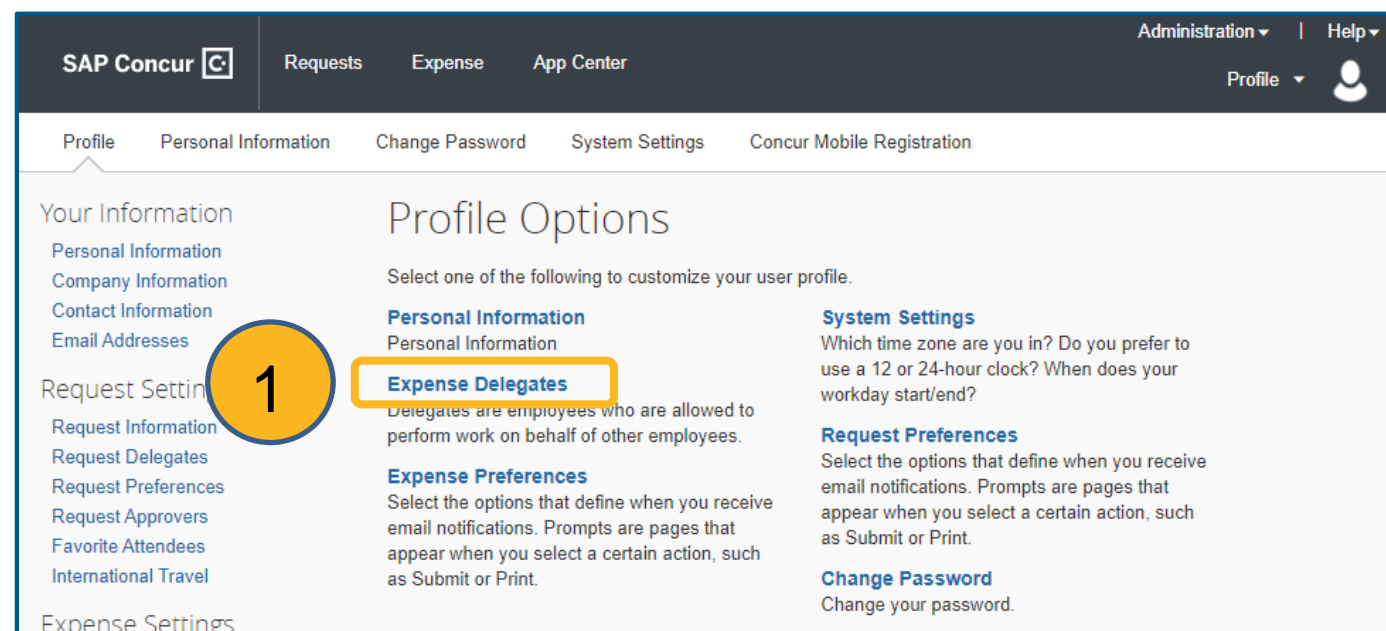 Administration | Help
SAP Concur C Requests Expense App Center
Profile
Profile Personal Information Change Password System Settings Concur Mobile Registration
Your Information
Personal Information
Company Information
Contact Information
Email Addresses
Request Settin
Request Information
Request Delegates
Request Preferences
Request Approvers
Favorite Attendees
International Travel
Expense Settings
1
Profile Options
Select one of the following to customize your user profile.
Personal Information
Personal Information
Expense Delegates
Delegates are employees who are allowed to
perform work on behalf of other employees.
Expense Preferences
Select the options that define when you receive
email notifications. Prompts are pages that
appear when you select a certain action, such
as Submit or Print.
System Settings
Which time zone are you in? Do you prefer to
use a 12 or 24-hour clock? When does your
workday start/end?
Request Preferences
Select the options that define when you receive
email notifications. Prompts are pages that
appear when you select a certain action, such
as Submit or Print.
Change Password
Change your password.